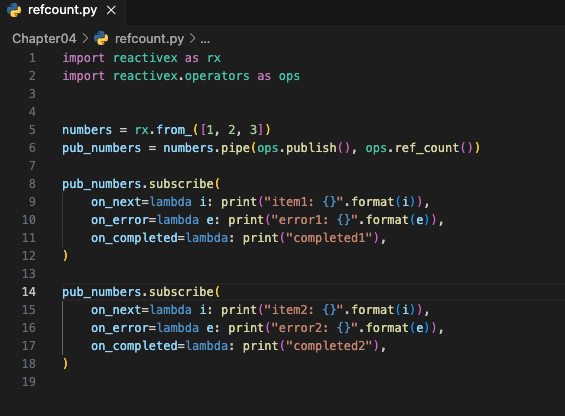 refcount.py ×
Chapter04 > refcount.py > ...
1 import reactivex as rx
2 import reactivex.operators as ops
3
4
5 numbers = rx.from_([1, 2, 3])
6 pub_numbers = numbers.pipe(ops.publish(), ops.ref_count())
7
8 pub_numbers.subscribe(
9     on_next=lambda i: print("item1: {}".format(i)),
10     on_error=lambda e: print("error1: {}".format(e)),
11     on_completed=lambda: print("completed1"),
12 )
13
14 pub_numbers.subscribe(
15     on_next=lambda i: print("item2: {}".format(i)),
16     on_error=lambda e: print("error2: {}".format(e)),
17     on_completed=lambda: print("completed2"),
18 )
19